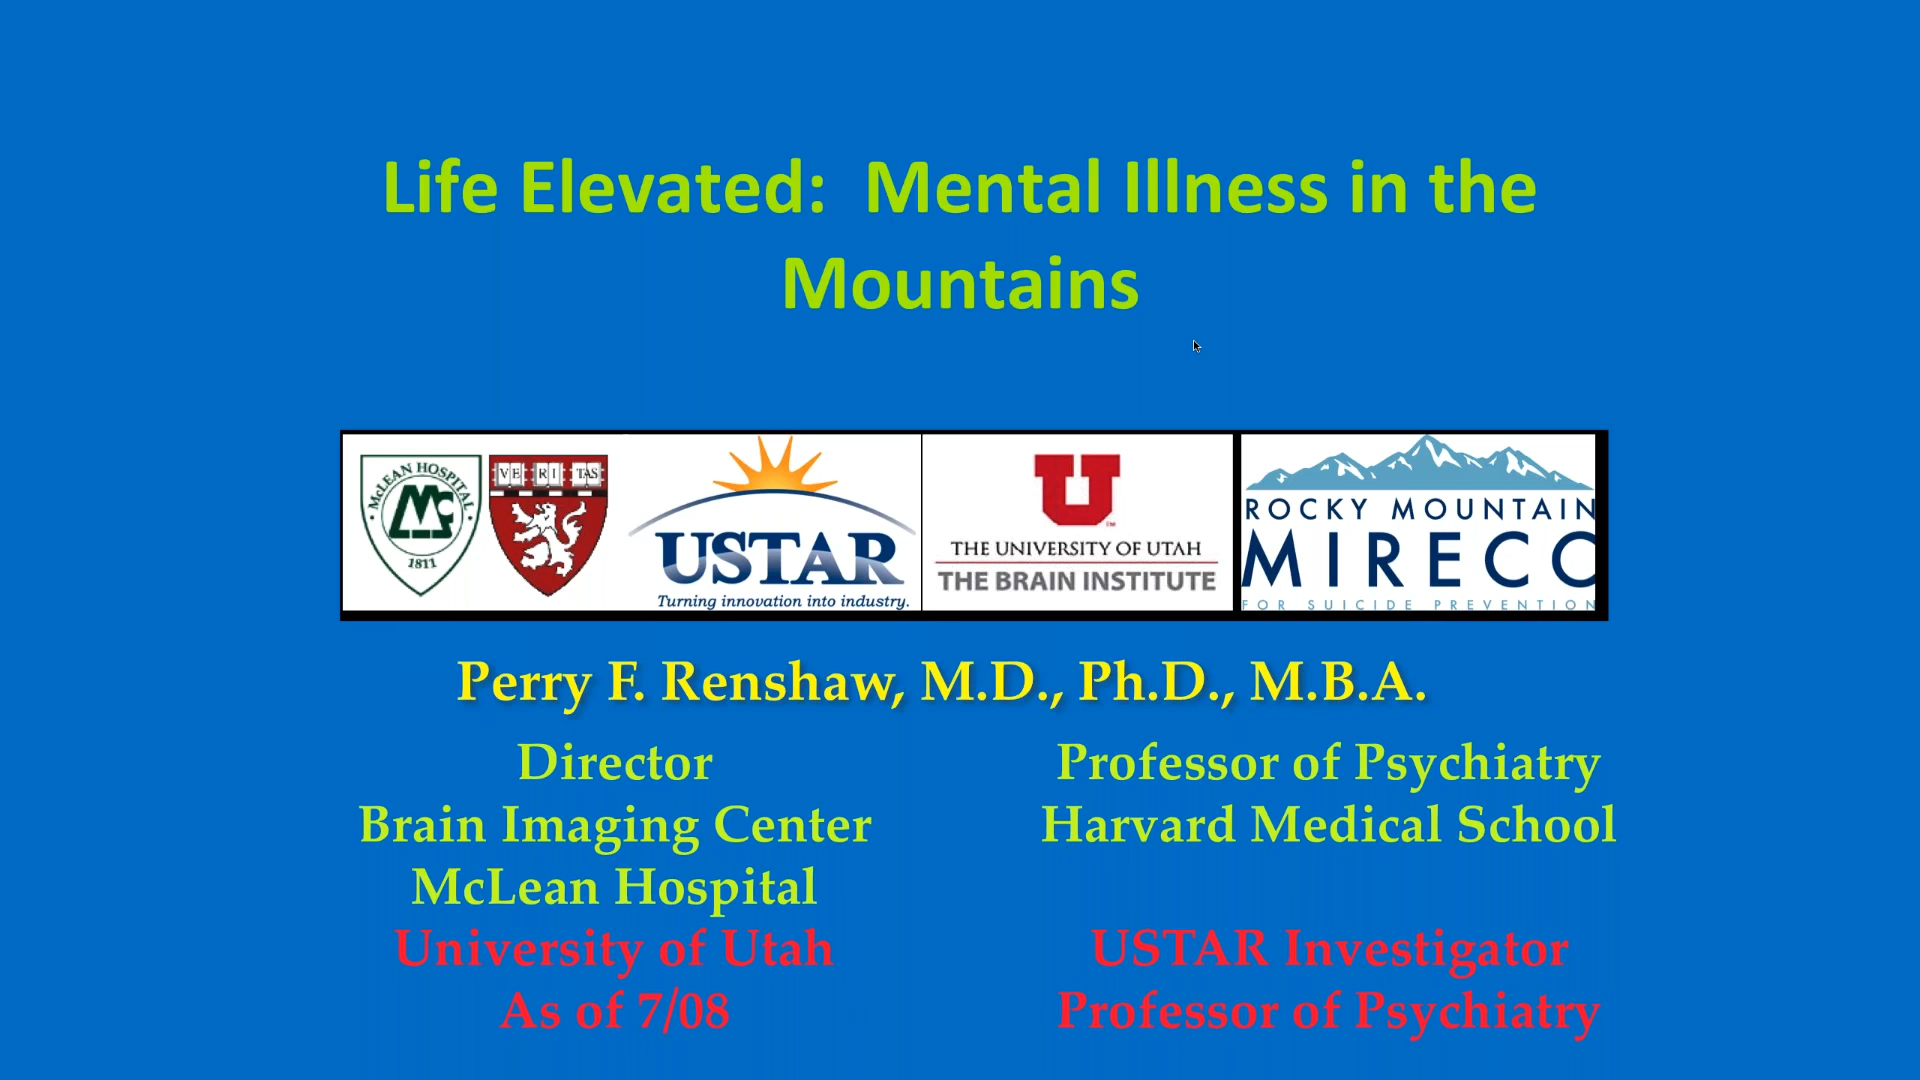 Life Elevated:  Mental Illness in the
Mountains
McLEAN HOSPITAL
1811
VE RI TAS
USTAR
Turning innovation into industry.
U
THE UNIVERSITY OF UTAH
THE BRAIN INSTITUTE
ROCKY MOUNTAIN
MIRECC
FOR SUICIDE PREVENTION
Perry F. Renshaw, M.D., Ph.D., M.B.A.
Director
Brain Imaging Center
McLean Hospital
University of Utah
As of 7/08
Professor of Psychiatry
Harvard Medical School
USTAR Investigator
Professor of Psychiatry